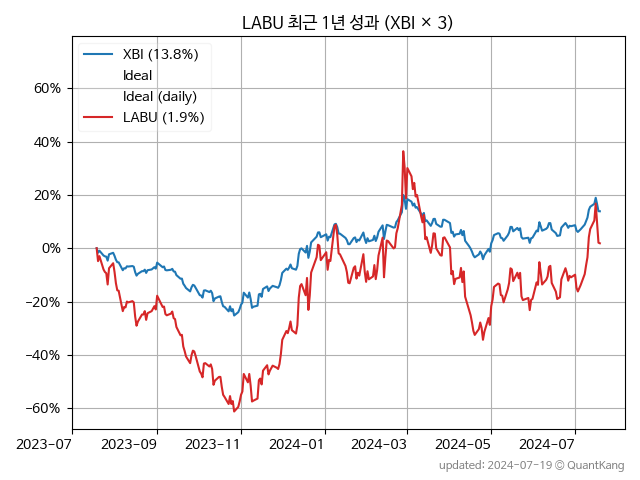 LABU 최근 1년 성과 (XBI × 3)
XBI (13.8%)
Ideal
Ideal (daily)
LABU (1.9%)
60%
40%
20%
0%
−20%
−40%
−60%
2023−07 2023−09 2023−11 2024−01 2024−03 2024−05 2024−07
updated: 2024-07-19 © QuantKang